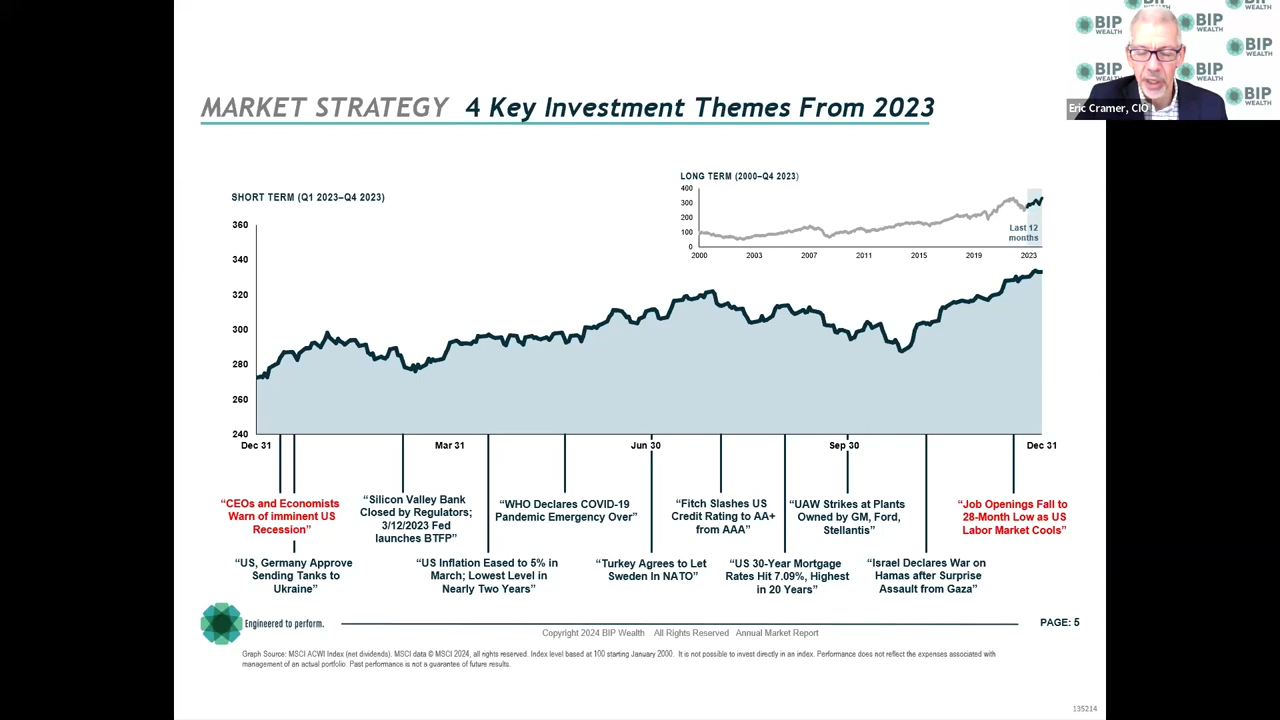 BIP
WEALTH
BIP
WEALTH
BIP
WEALTH
BIP
WEALTH
BIP
WEALTH
BIP
Eric Cramer, CIO
MARKET STRATEGY 4 Key Investment Themes From 2023
SHORT TERM (Q1 2023–Q4 2023)
LONG TERM (2000–Q4 2023)
400
300
200
100
0
Last 12
months
2000 2003 2007 2011 2015 2019 2023
360
340
320
300
280
260
240
Dec 31 Mar 31 Jun 30 Sep 30 Dec 31
“CEOs and Economists
Warn of imminent US
Recession”
“Silicon Valley Bank
Closed by Regulators;
3/12/2023 Fed
launches BTFP”
“WHO Declares COVID-19
Pandemic Emergency Over”
“Fitch Slashes US
Credit Rating to AA+
from AAA”
“UAW Strikes at Plants
Owned by GM, Ford,
Stellantis”
“Job Openings Fall to
28-Month Low as US
Labor Market Cools”
“US, Germany Approve
Sending Tanks to
Ukraine”
“US Inflation Eased to 5% in
March; Lowest Level in
Nearly Two Years”
“Turkey Agrees to Let
Sweden In NATO”
“US 30-Year Mortgage
Rates Hit 7.09%, Highest
in 20 Years”
“Israel Declares War on
Hamas after Surprise
Assault from Gaza”
Engineered to perform.
PAGE: 5
Copyright 2024 BIP Wealth All Rights Reserved Annual Market Report
Graph Source: MSCI ACWI Index (net dividends). MSCI data © MSCI 2024, all rights reserved. Index level based at 100 starting January 2000. It is not possible to invest directly in an index. Performance does not reflect the expenses associated with
management of an actual portfolio. Past performance is not a guarantee of future results.
135214